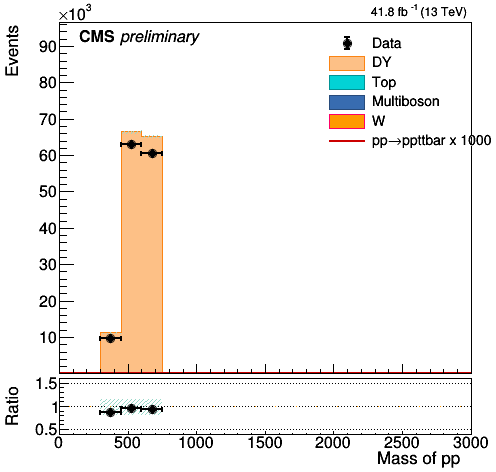 ×10³
41.8 fb⁻¹ (13 TeV)
CMS preliminary
Events
90
80
70
60
50
40
30
20
10
Data
DY
Top
Multiboson
W
pp→ppttbar x 1000
Ratio
1.5
1
0.5
0 500 1000 1500 2000 2500 3000
Mass of pp